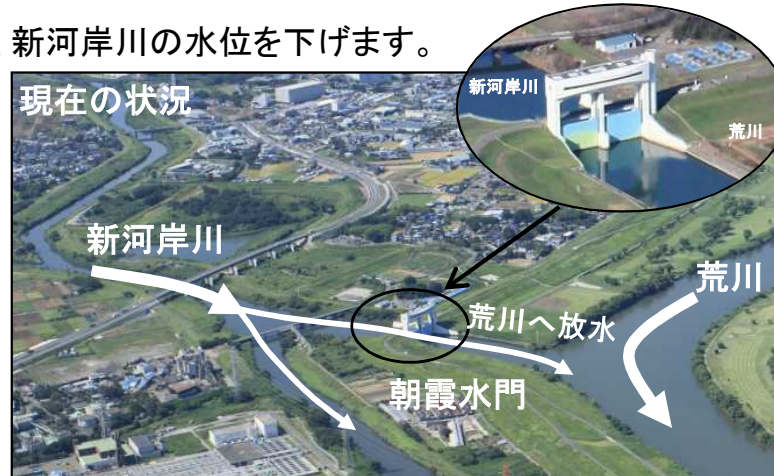 新河岸川の水位を下げます。
現在の状況
新河岸川
荒川
新河岸川
荒川
荒川へ放水
朝霞水門